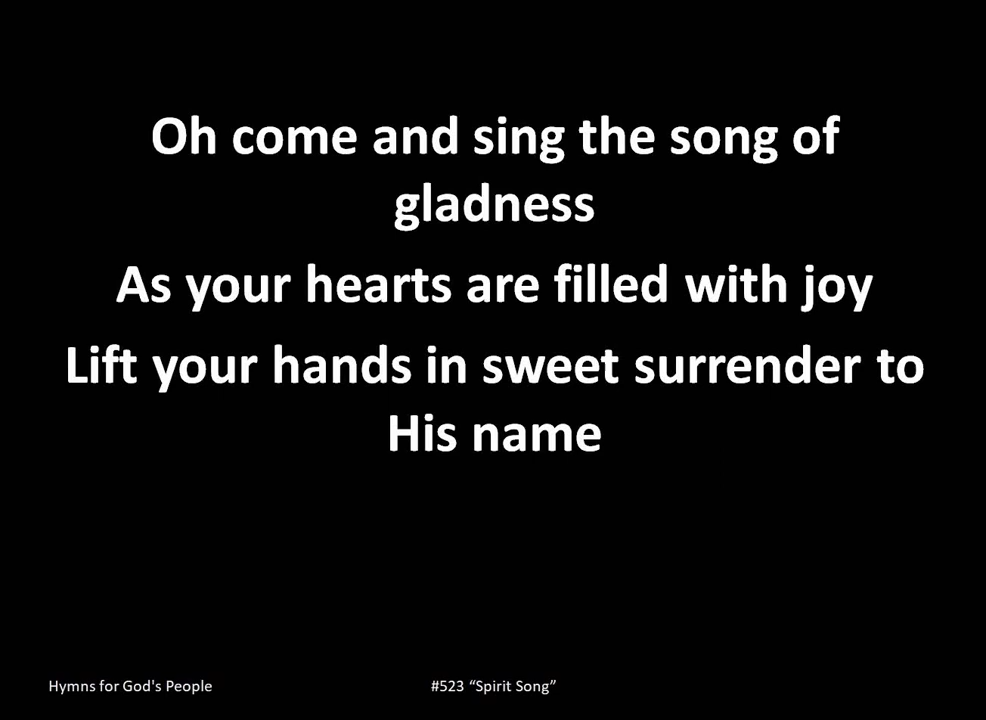 Oh come and sing the song of
gladness
As your hearts are filled with joy
Lift your hands in sweet surrender to
His name
Hymns for God's People
#523 “Spirit Song”